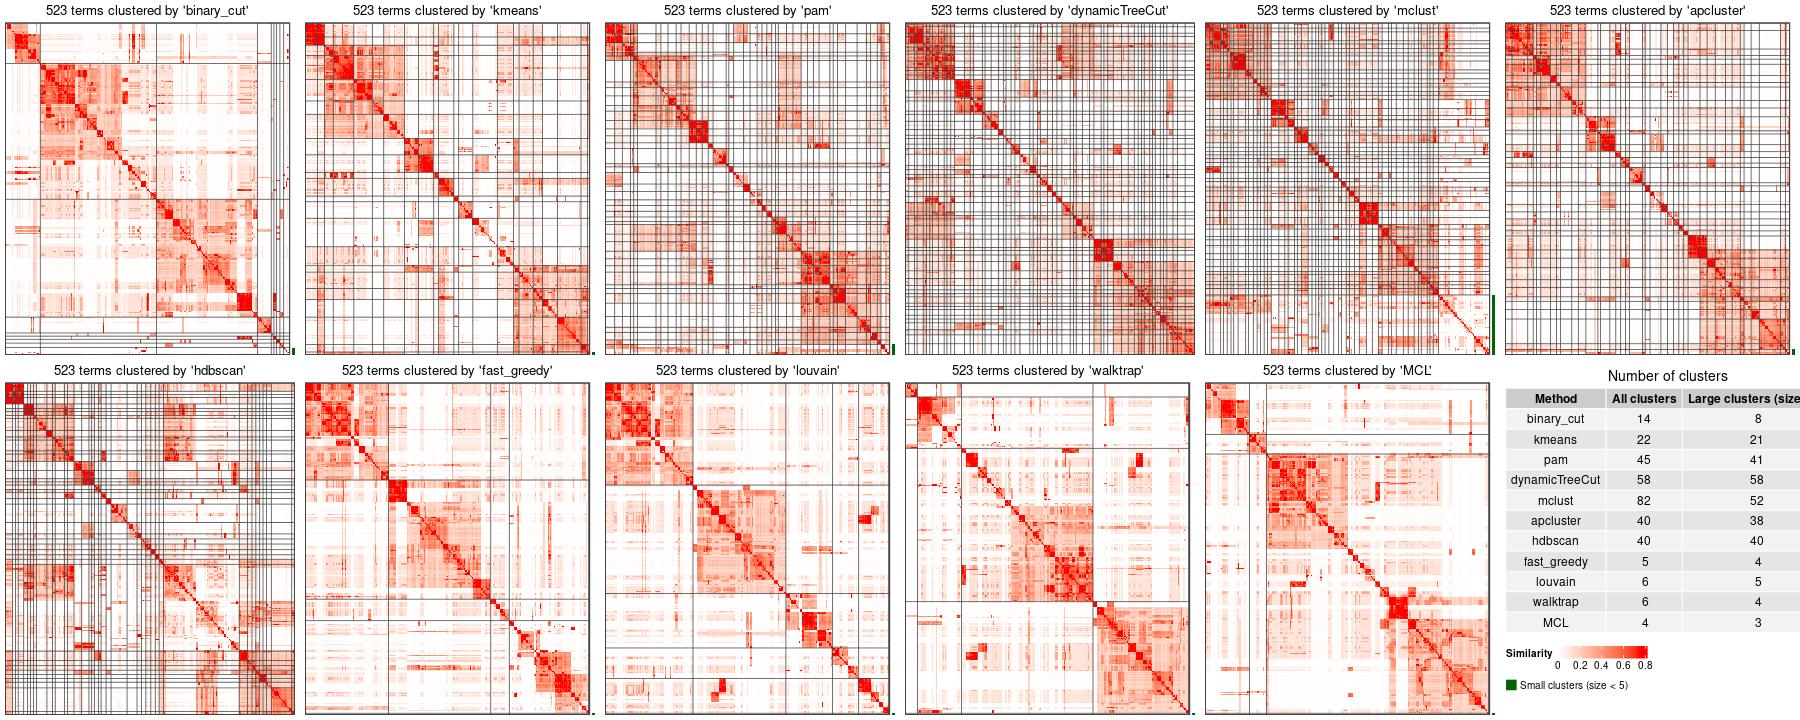 523 terms clustered by 'binary_cut'
523 terms clustered by 'kmeans'
523 terms clustered by 'pam'
523 terms clustered by 'dynamicTreeCut'
523 terms clustered by 'mclust'
523 terms clustered by 'apcluster'
523 terms clustered by 'hdbscan'
523 terms clustered by 'fast_greedy'
523 terms clustered by 'louvain'
523 terms clustered by 'walktrap'
523 terms clustered by 'MCL'
Number of clusters
Method All clusters Large clusters (size
binary_cut 14 8
kmeans 22 21
pam 45 41
dynamicTreeCut 58 58
mclust 82 52
apcluster 40 38
hdbscan 40 40
fast_greedy 5 4
louvain 6 5
walktrap 6 4
MCL 4 3
Similarity
0 0.2 0.4 0.6 0.8
Small clusters (size < 5)